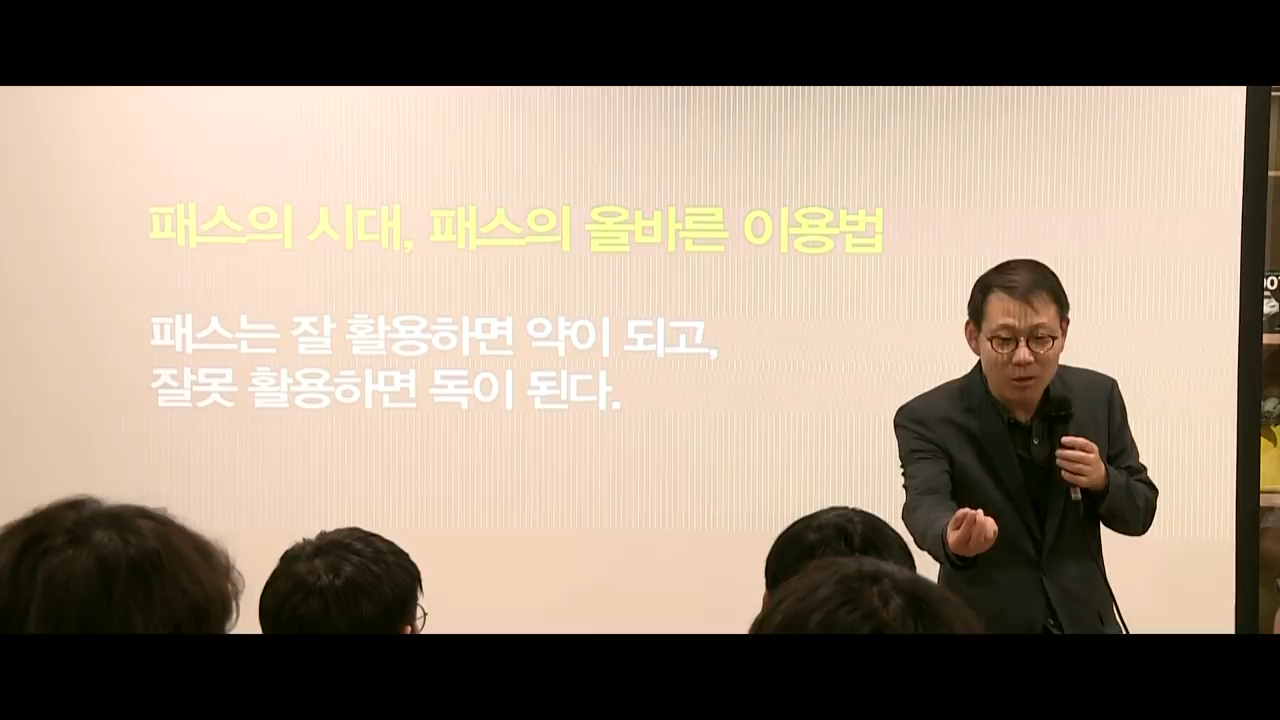 패스의 시대, 패스의 올바른 이용법
패스는 잘 활용하면 약이 되고,
잘못 활용하면 독이 된다.